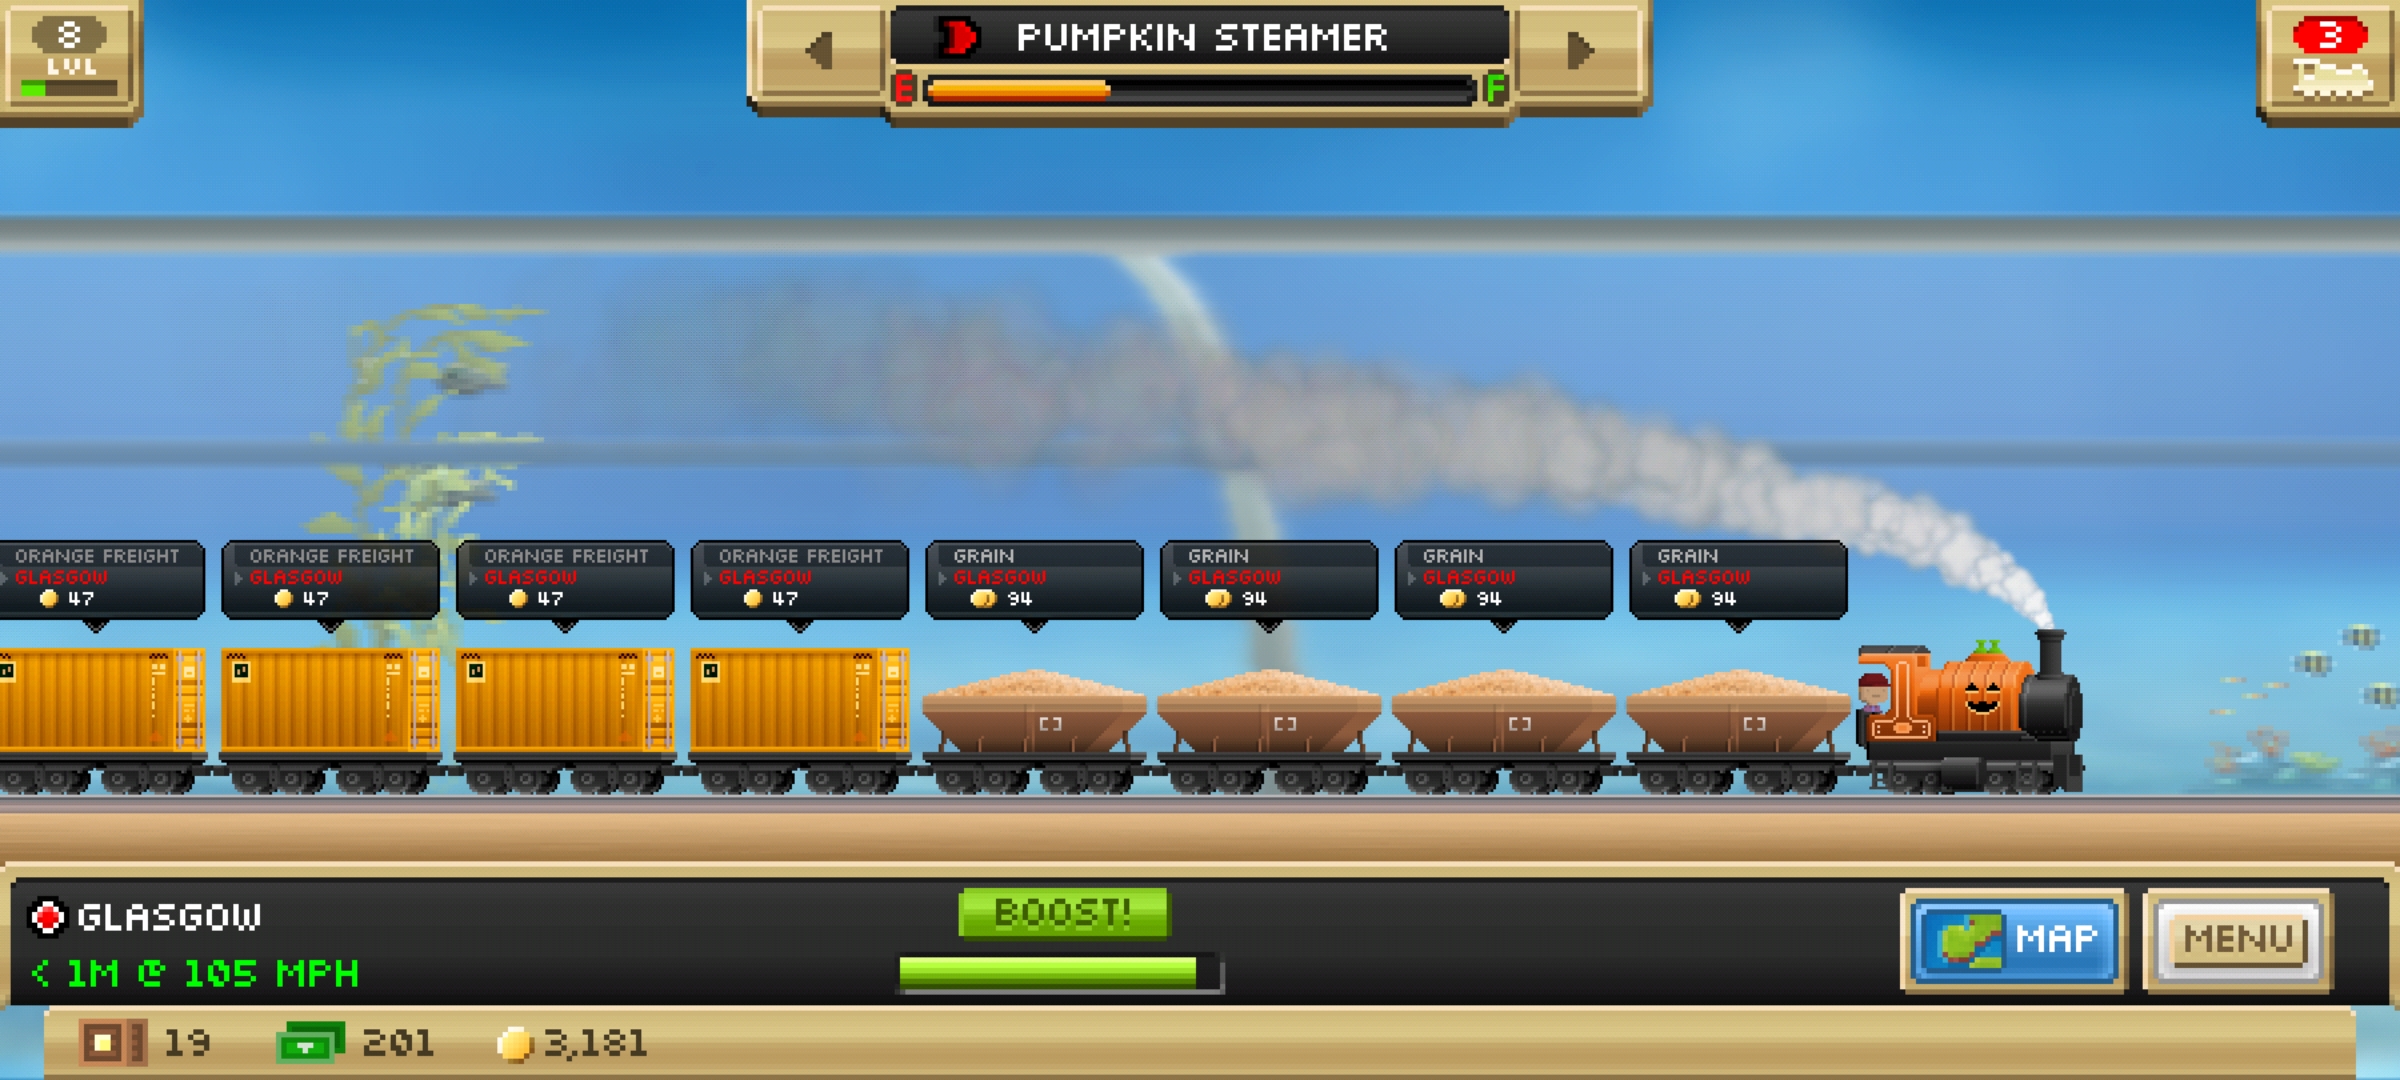 8
LVL
PUMPKIN STEAMER
E F
3
ORANGE FREIGHT
GLASGOW
47
ORANGE FREIGHT
GLASGOW
47
ORANGE FREIGHT
GLASGOW
47
ORANGE FREIGHT
GLASGOW
47
GRAIN
GLASGOW
94
GRAIN
GLASGOW
94
GRAIN
GLASGOW
94
GRAIN
GLASGOW
94
GLASGOW
< 1M @ 105 MPH
BOOST!
MAP
MENU
19 201 3,181